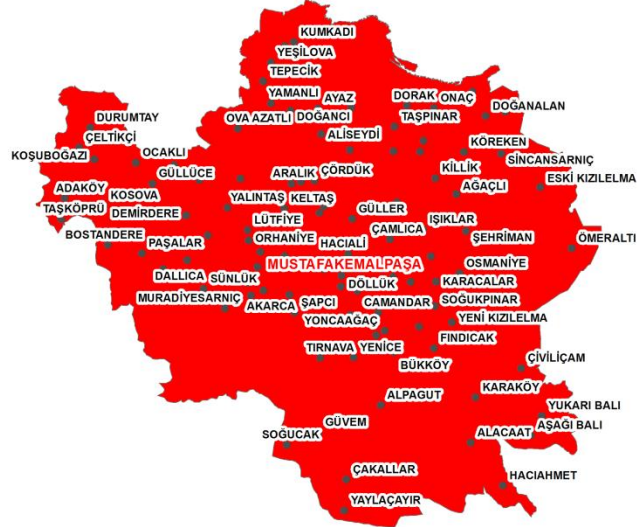 KUMKADI
YEŞİLOVA
TEPECİK
YAMANLI
AYAZ
DORAK
ONAÇ
DOĞANALAN
DURUMTAY
OVA AZATLI
DOĞANCI
TAŞPINAR
ÇELTİKÇİ
ALİSEYDİ
KOŞUBOĞAZI
OCAKLI
KÖREKEN
SİNCANSARNIÇ
GÜLLÜCE
ARALIK
ÇÖRDÜK
KİLLİK
ESKİ KIZILELMA
ADAKÖY
KOSOVA
YALINTAŞ
KELTAŞ
AĞAÇLI
TAŞKÖPRÜ
DEMİRDERE
LÜTFİYE
GÜLLER
IŞIKLAR
BOSTANDERE
PAŞALAR
ORHANİYE
HACIALİ
ÇAMLICA
ŞEHRİMAN
ÖMERALTI
MUSTAFAKEMALPAŞA
OSMANİYE
DALLICA
SÜNLÜK
DÖLLÜK
KARACALAR
MURADİYESARNIÇ
AKARCA
ŞAPCI
CAMANDAR
SOĞUKPINAR
YONCAAĞAÇ
YENİ KIZILELMA
TIRNAVA
YENİCE
FINDICAK
BÜKKÖY
ÇİVİLİÇAM
ALPAGUT
KARAKÖY
YUKARI BALI
GÜVEM
AŞAĞI BALI
SOĞUCAK
ALACAAT
ÇAKALLAR
HACIAHMET
YAYLAÇAYIR